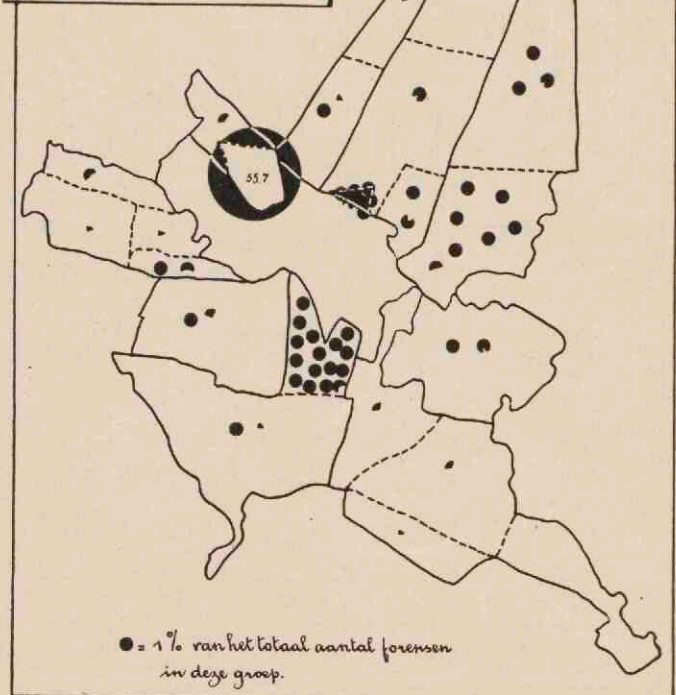 55.7
= 1% van het totaal aantal forensen
in deze groep.